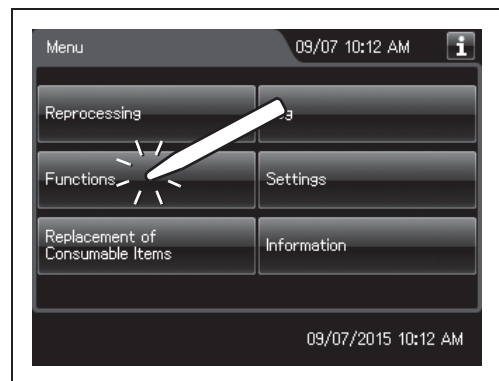 Menu
09/07 10:12 AM
i
Reprocessing
Functions
Settings
Replacement of
Consumable Items
Information
09/07/2015 10:12 AM